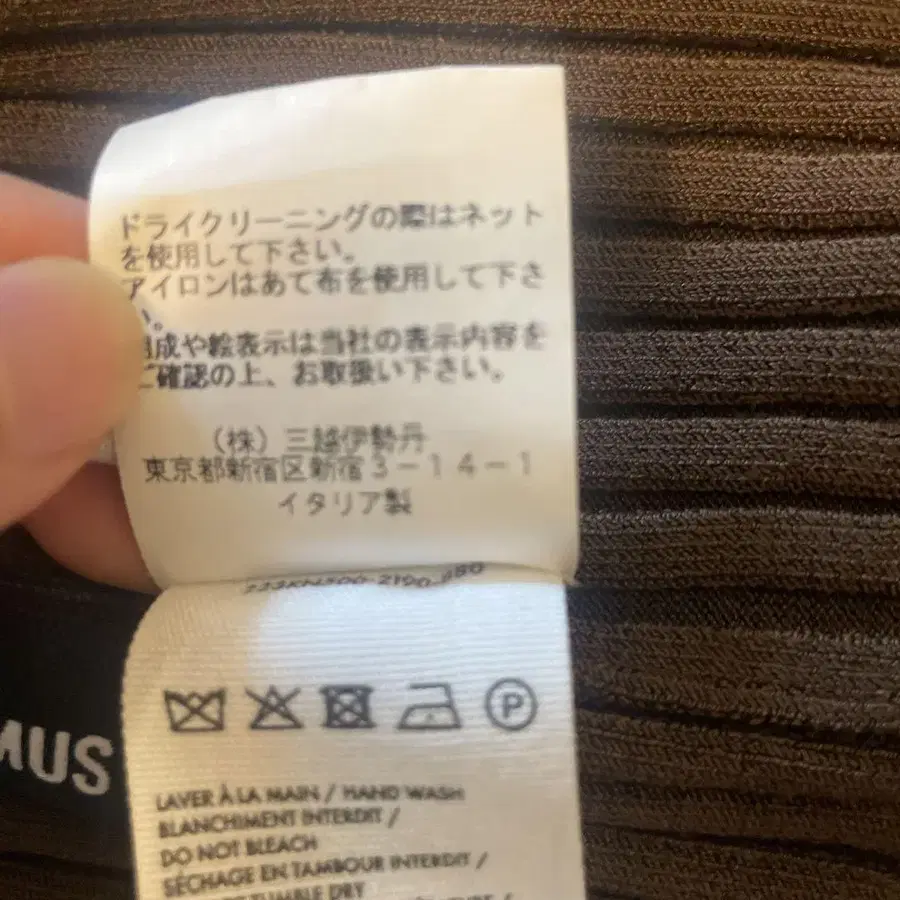 ドライクリーニングの際はネット
を使用して下さい。
アイロンはあて布を使用して下さ
い。
組成や絵表示は当社の表示内容を
ご確認の上、お取扱い下さい。
（株）三越伊勢丹
東京都新宿区新宿３－１４－１
イタリア製
P
MUS
LAVER À LA MAIN / HAND WASH
BLANCHIMENT INTERDIT /
DO NOT BLEACH
SÉCHAGE EN TAMBOUR INTERDIT /
TUMBLE DRY